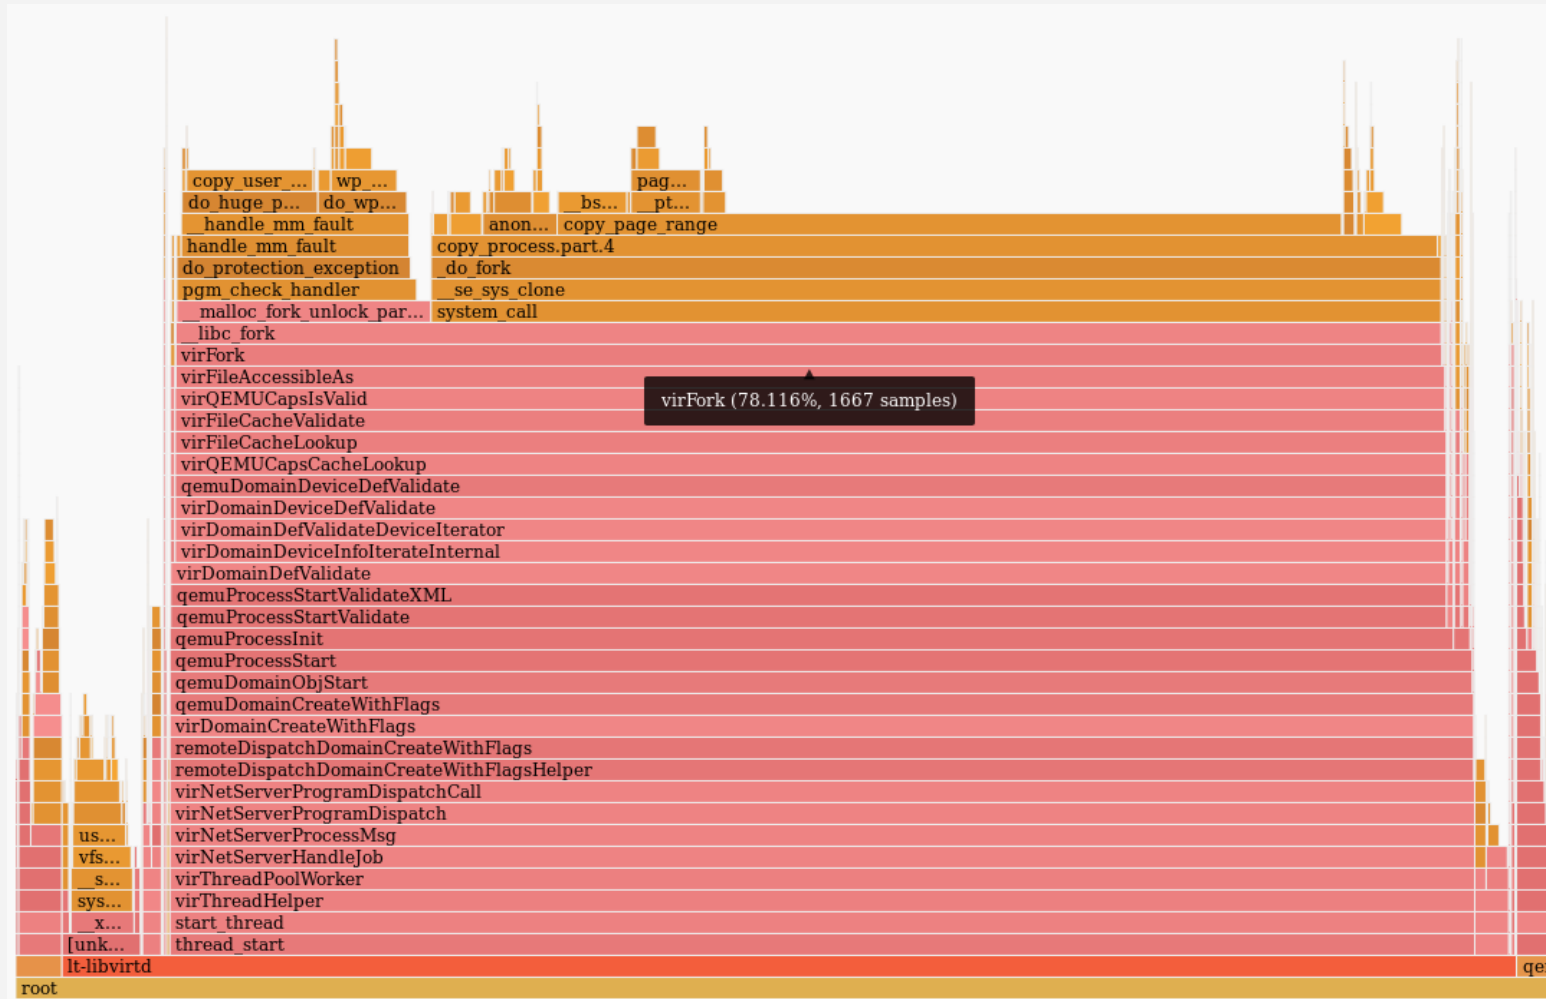 copy_user_... wp_... pag...
do_huge_p... do_wp... __bs... __pt...
__handle_mm_fault anon... copy_page_range
handle_mm_fault copy_process.part.4
do_protection_exception _do_fork
pgm_check_handler __se_sys_clone
__malloc_fork_unlock_par... system_call
__libc_fork
virFork
virFileAccessibleAs
virFork (78.116%, 1667 samples)
virQEMUCapsIsValid
virFileCacheValidate
virFileCacheLookup
virQEMUCapsCacheLookup
qemuDomainDeviceDefValidate
virDomainDeviceDefValidate
virDomainDefValidateDeviceIterator
virDomainDeviceInfoIterateInternal
virDomainDefValidate
qemuProcessStartValidateXML
qemuProcessStartValidate
qemuProcessInit
qemuProcessStart
qemuDomainObjStart
qemuDomainCreateWithFlags
virDomainCreateWithFlags
remoteDispatchDomainCreateWithFlags
remoteDispatchDomainCreateWithFlagsHelper
virNetServerProgramDispatchCall
virNetServerProgramDispatch
us... virNetServerProcessMsg
vfs... virNetServerHandleJob
__s... virThreadPoolWorker
sys... virThreadHelper
__x... start_thread
[unk... thread_start
lt-libvirtd qe
root